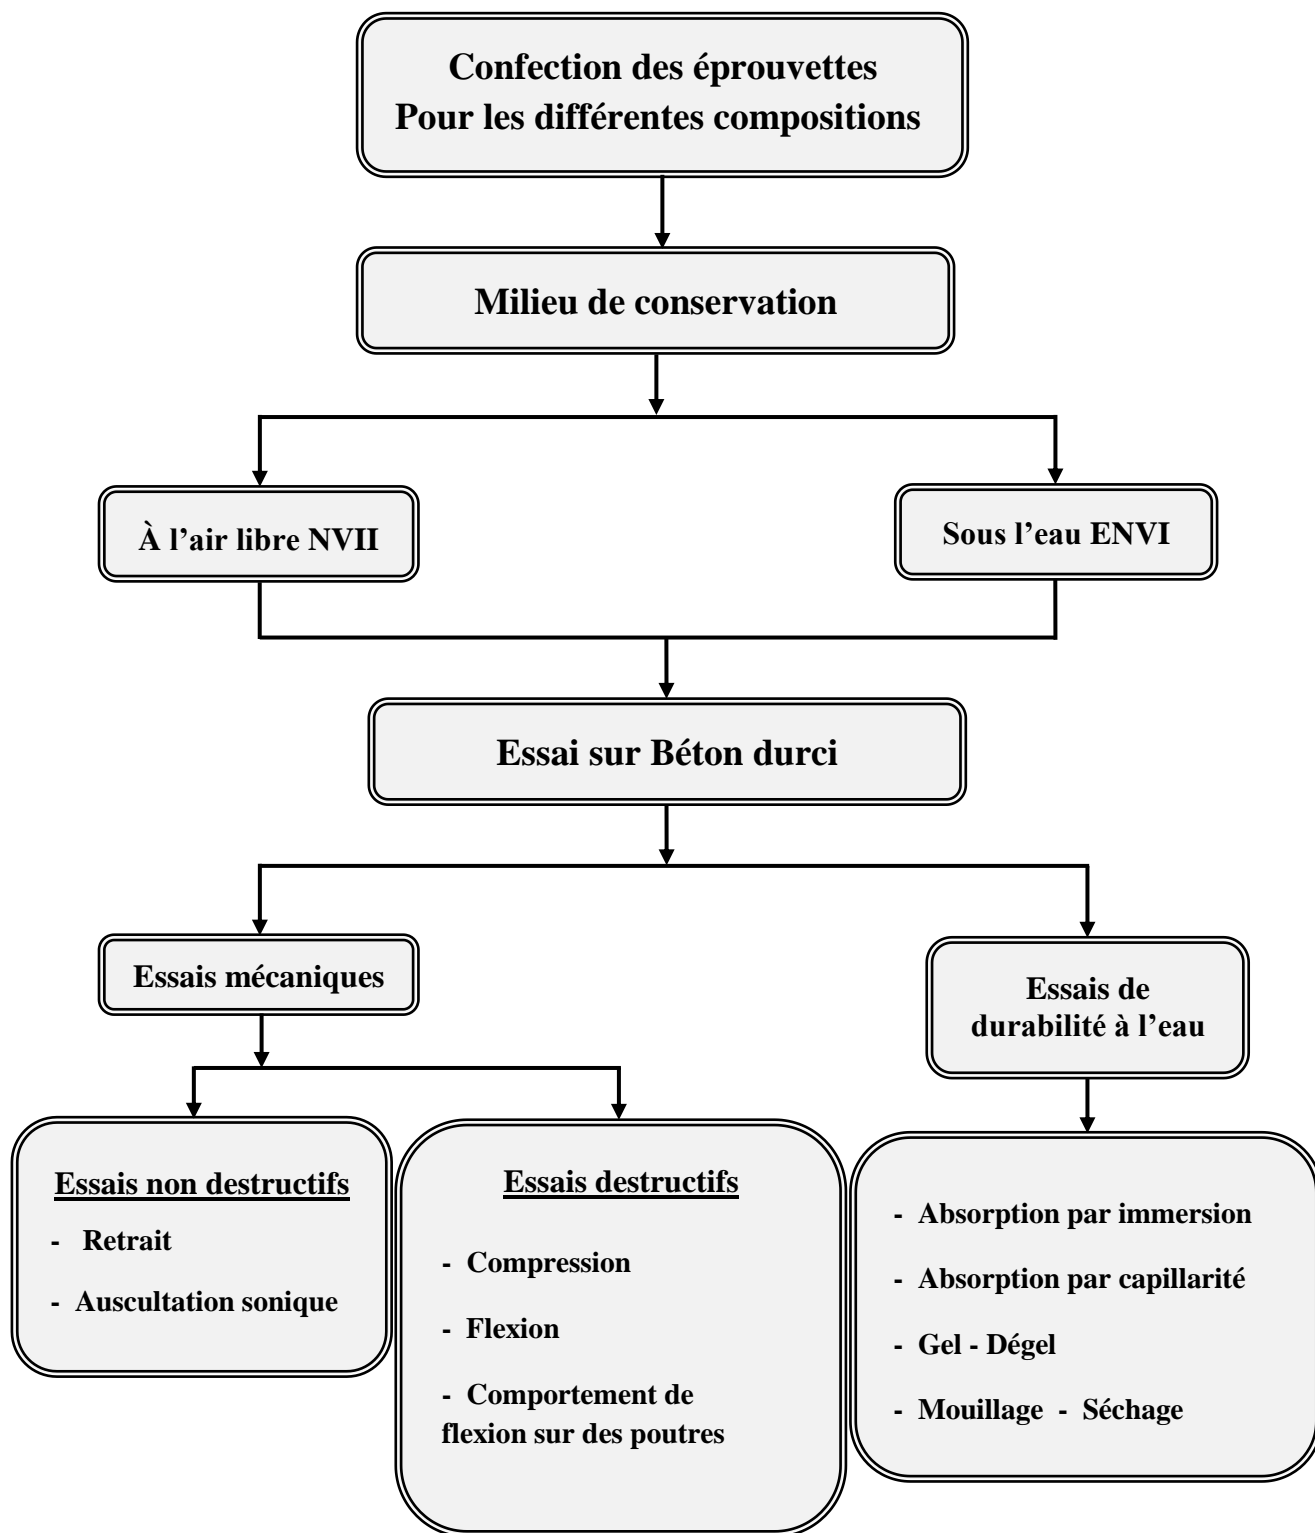 Confection des éprouvettes
Pour les différentes compositions
Milieu de conservation
À l’air libre NVII
Sous l’eau ENVI
Essai sur Béton durci
Essais mécaniques
Essais de
durabilité à l’eau
Essais non destructifs
- Retrait
- Auscultation sonique
Essais destructifs
- Compression
- Flexion
- Comportement de
flexion sur des poutres
- Absorption par immersion
- Absorption par capillarité
- Gel - Dégel
- Mouillage - Séchage